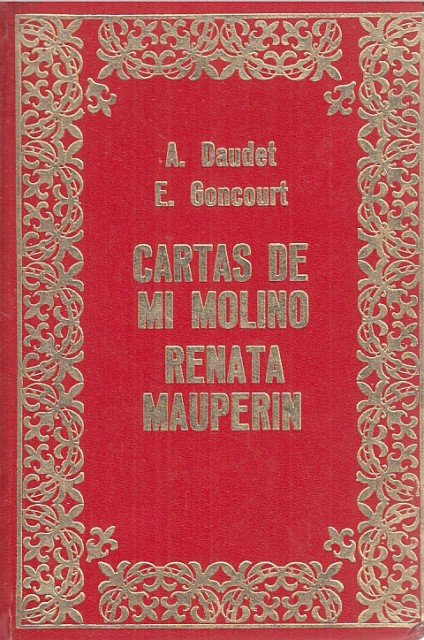 A. Daudet
E. Goncourt
CARTAS DE
MI MOLINO
RENATA
MAUPERIN